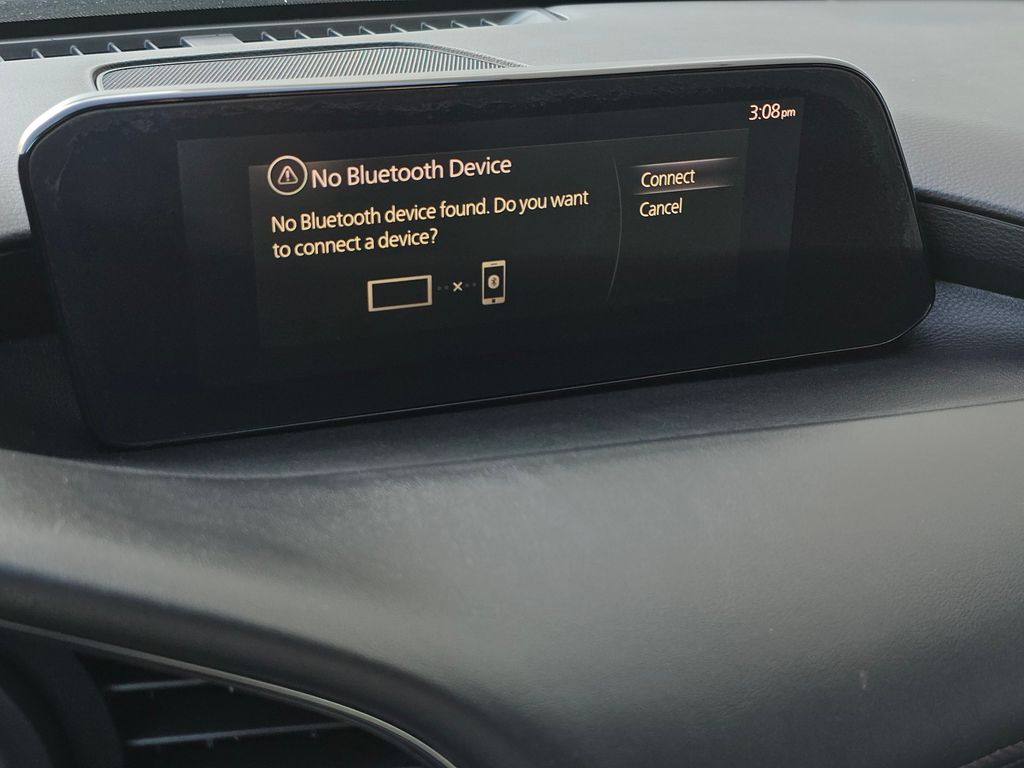 3:08pm
No Bluetooth Device
No Bluetooth device found. Do you want
to connect a device?
Connect
Cancel